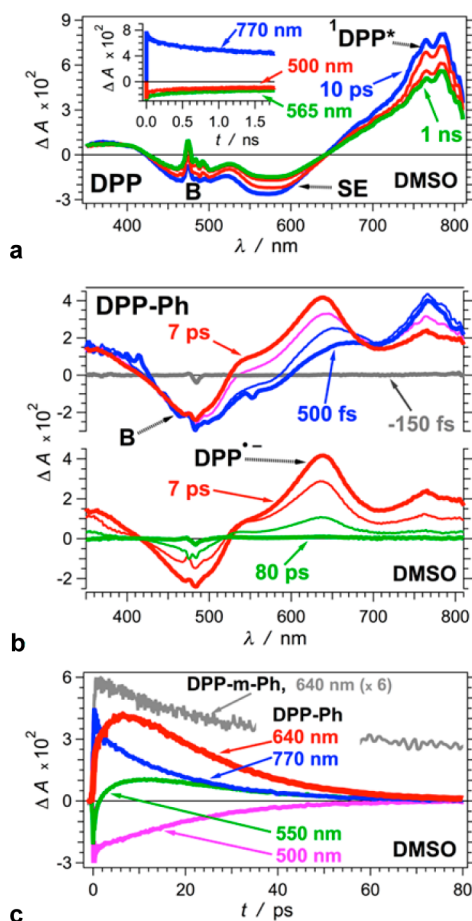 770 nm
500 nm
565 nm
Δ A × 10²
8
4
0
0.0 0.5 1.0 1.5
t / ns
¹DPP*
10 ps
1 ns
Δ A × 10²
9
6
3
0
-3
DPP
B
SE
DMSO
400 500 600 700 800
λ / nm
a
DPP-Ph
7 ps
500 fs
-150 fs
B
Δ A × 10²
4
2
0
-2
DPP•−
7 ps
80 ps
DMSO
4
2
0
-2
400 500 600 700 800
λ / nm
b
DPP-m-Ph, 640 nm (x 6)
DPP-Ph
640 nm
770 nm
550 nm
500 nm
DMSO
Δ A × 10²
6
3
0
-3
0 20 40 60 80
t / ps
c